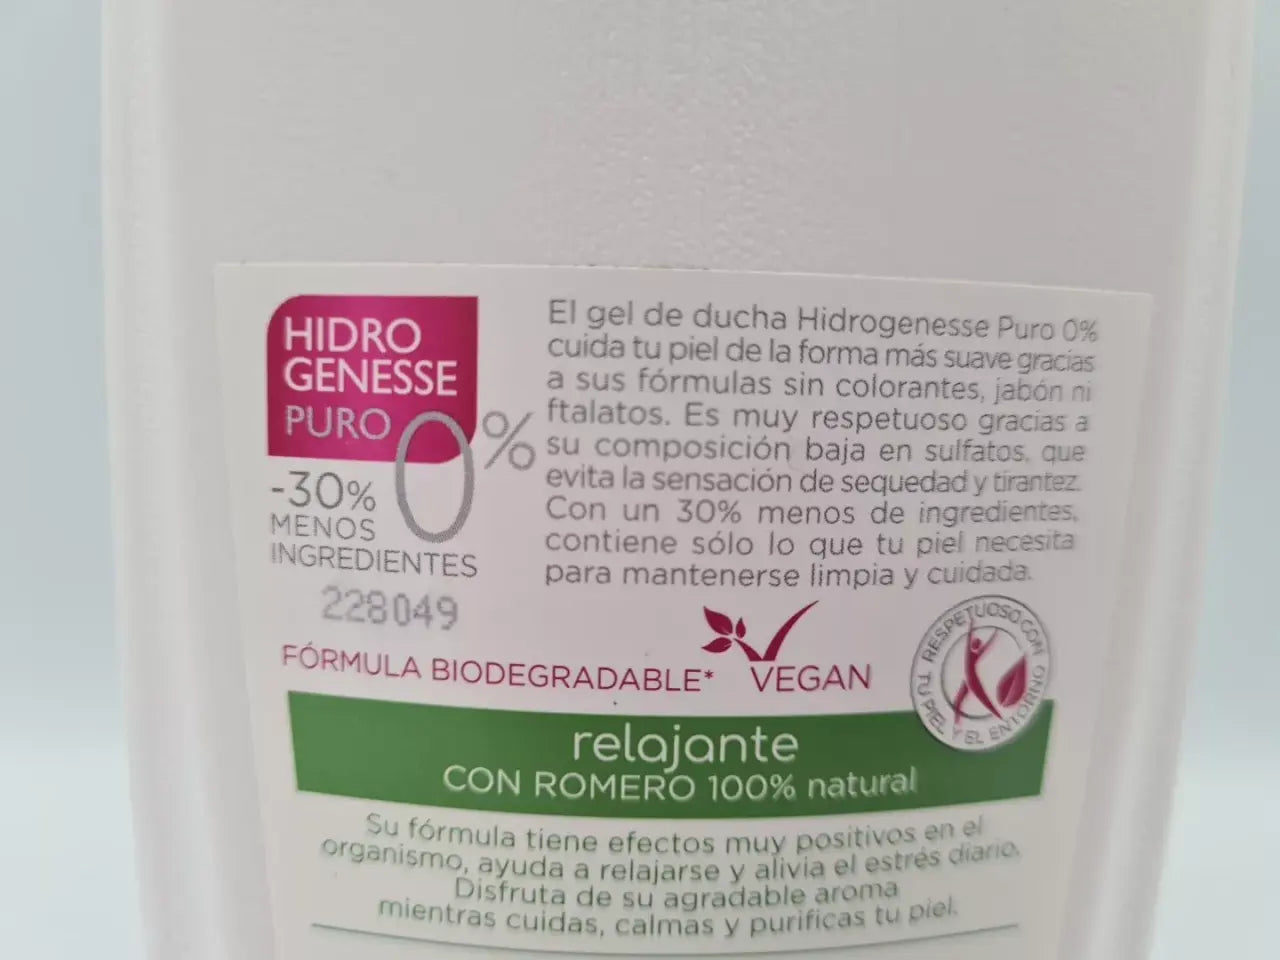 HIDRO
GENESSE
PURO 0%
-30%
MENOS
INGREDIENTES
228049
El gel de ducha Hidrogenesse Puro 0%
cuida tu piel de la forma más suave gracias
a sus fórmulas sin colorantes, jabón ni
ftalatos. Es muy respetuoso gracias a
su composición baja en sulfatos, que
evita la sensación de sequedad y tirantez.
Con un 30% menos de ingredientes,
contiene sólo lo que tu piel necesita
para mantenerse limpia y cuidada.
FÓRMULA BIODEGRADABLE*
VEGAN
RESPETUOSO CON TU PIEL Y EL ENTORNO
relajante
CON ROMERO 100% natural
Su fórmula tiene efectos muy positivos en el
organismo, ayuda a relajarse y alivia el estrés diario.
Disfruta de su agradable aroma
mientras cuidas, calmas y purificas tu piel.